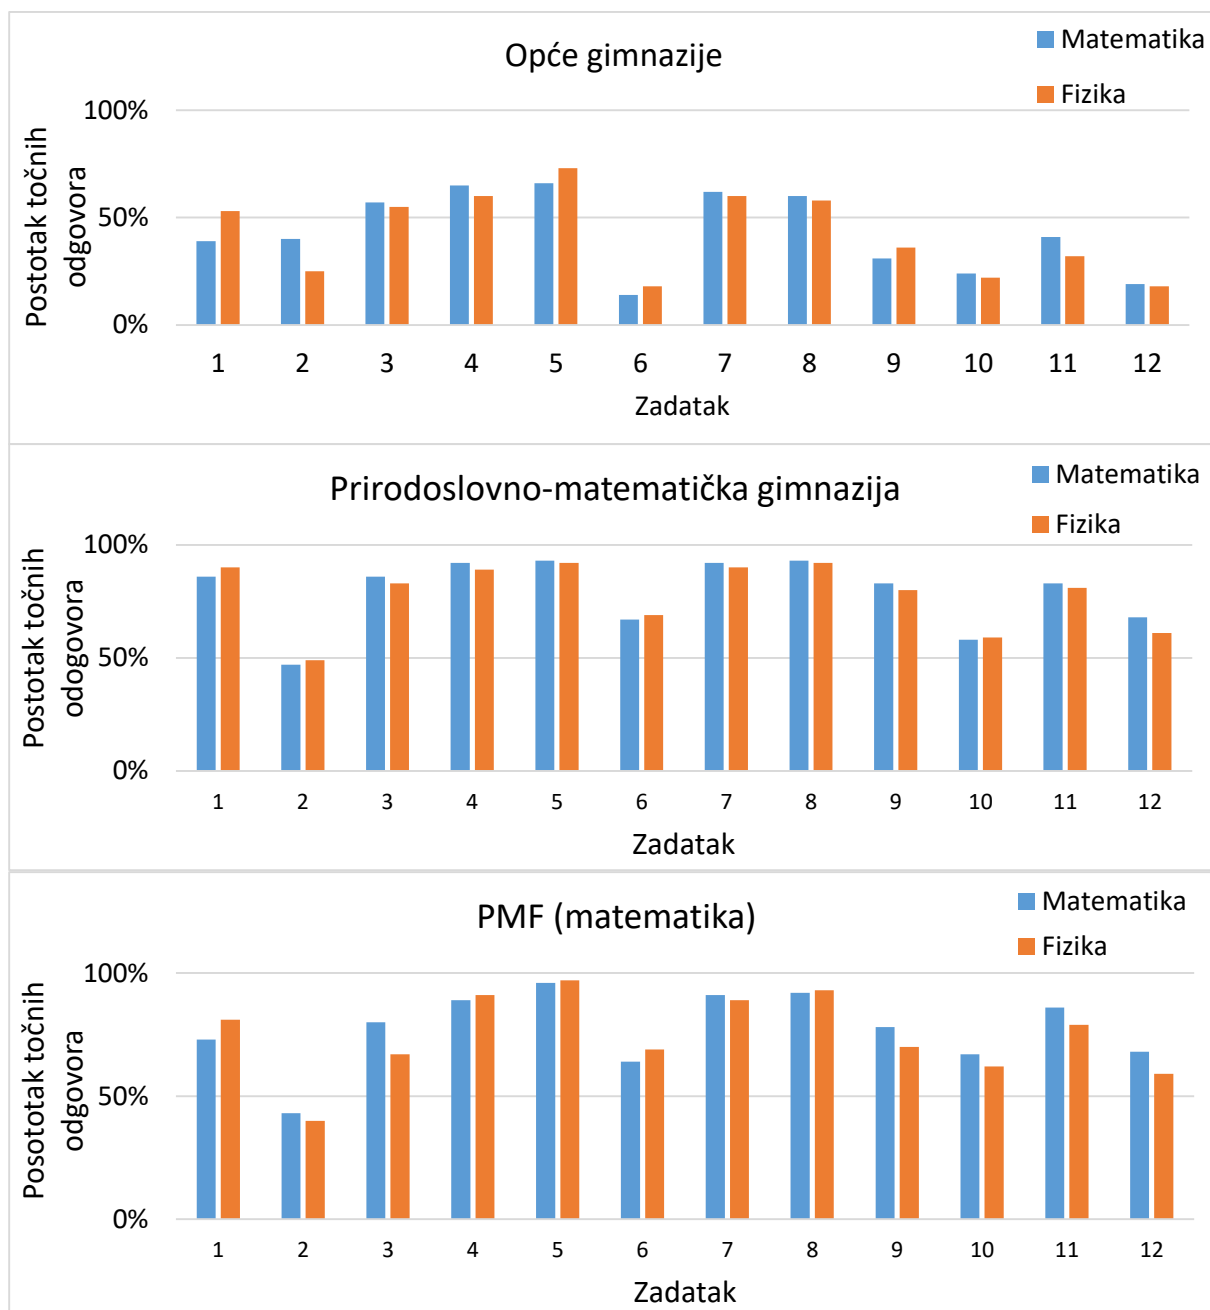 Opće gimnazije
Matematika
Fizika
Postotak točnih
odgovora
100%
50%
0%
1 2 3 4 5 6 7 8 9 10 11 12
Zadatak
Prirodoslovno-matematička gimnazija
Matematika
Fizika
Postotak točnih
odogovora
100%
50%
0%
1 2 3 4 5 6 7 8 9 10 11 12
Zadatak
PMF (matematika)
Matematika
Fizika
Posototak točnih
odgovora
100%
50%
0%
1 2 3 4 5 6 7 8 9 10 11 12
Zadatak